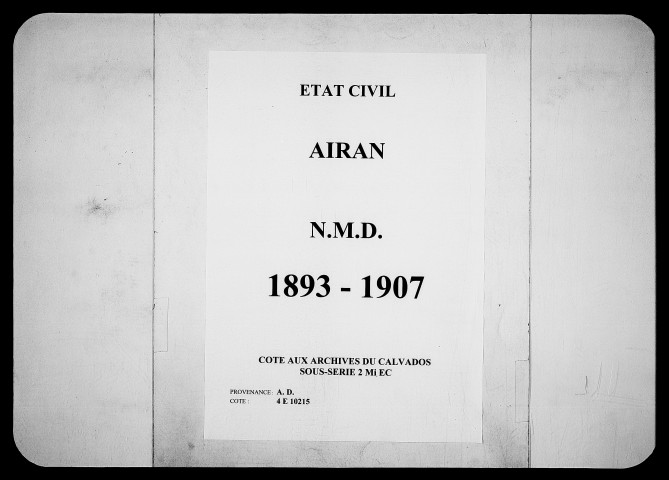 ETAT CIVIL
AIRAN
N.M.D.
1893 - 1907
COTE AUX ARCHIVES DU CALVADOS
SOUS-SERIE 2 Mi EC
PROVENANCE: A. D.
COTE : 4 E 10215